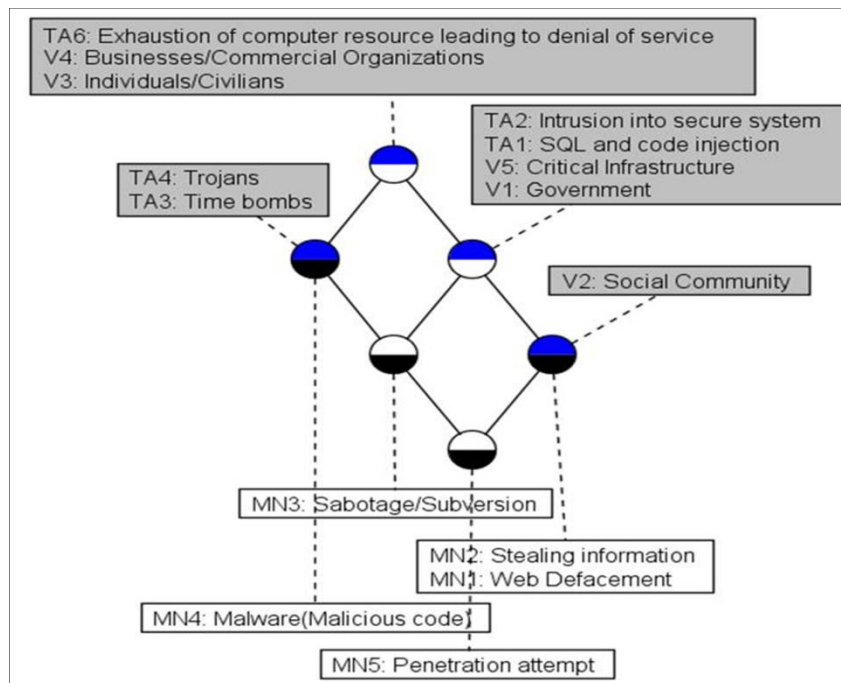 TA6: Exhaustion of computer resource leading to denial of service
V4: Businesses/Commercial Organizations
V3: Individuals/Civilians
TA2: Intrusion into secure system
TA1: SQL and code injection
V5: Critical Infrastructure
V1: Government
TA4: Trojans
TA3: Time bombs
V2: Social Community
MN3: Sabotage/Subversion
MN2: Stealing information
MN1: Web Defacement
MN4: Malware(Malicious code)
MN5: Penetration attempt